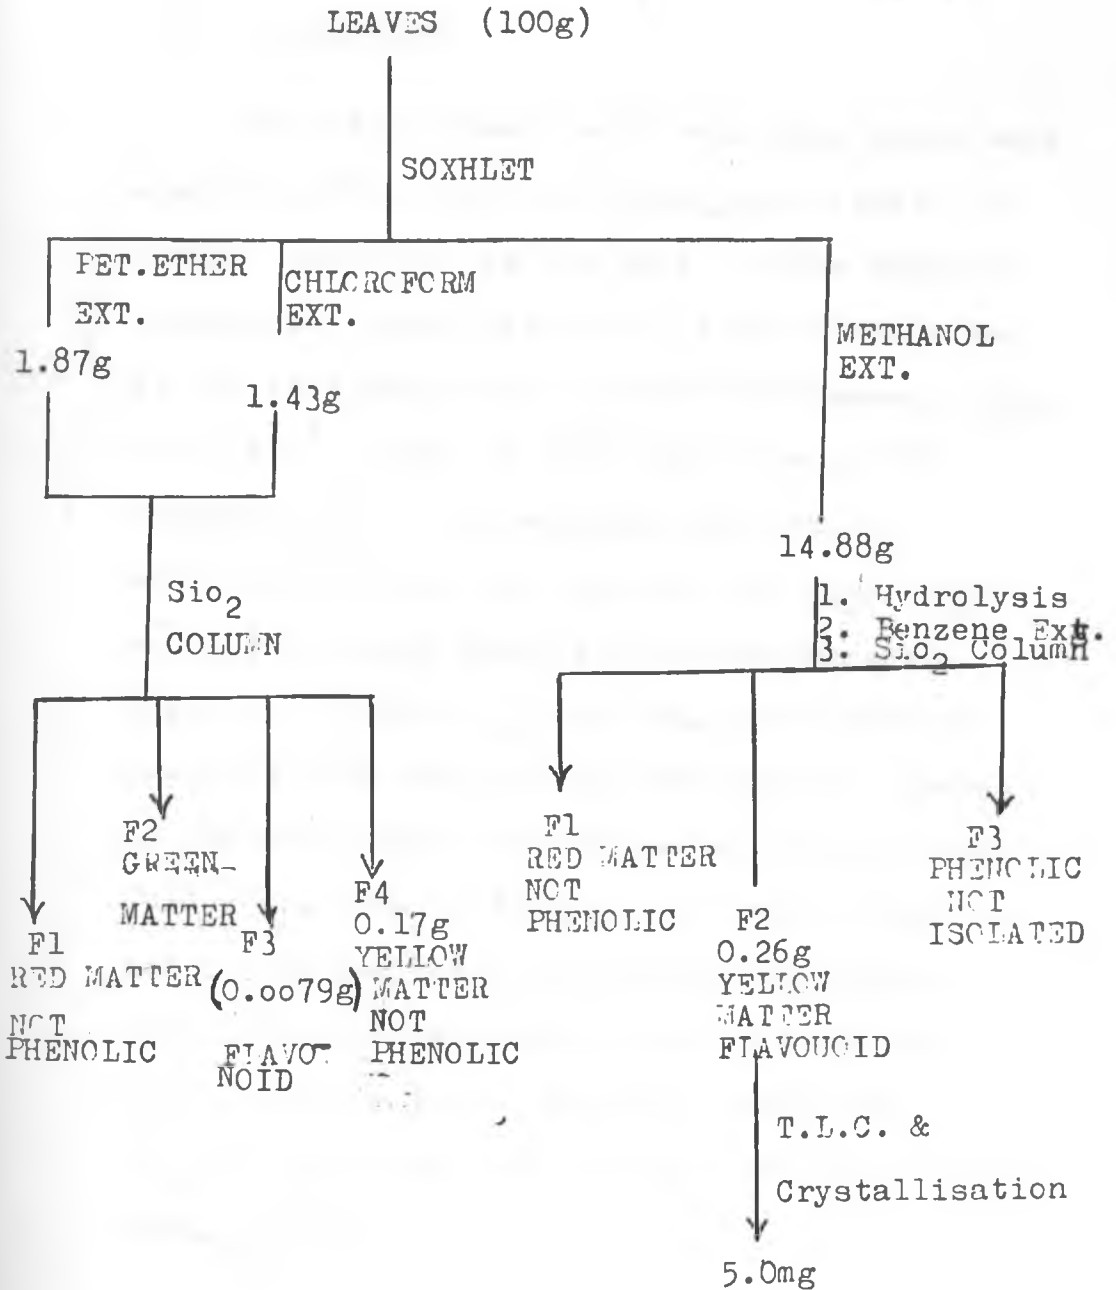 LEAVES (100g)
SOXHLET
PET.ETHER
EXT.
1.87g
CHLOROFORM
EXT.
1.43g
METHANOL
EXT.
14.88g
Sio2
COLUMN
1. Hydrolysis
2. Benzene Ext.
3. Sio2 Column
F1
RED MATTER
NOT
PHENOLIC
F2
GREEN-
MATTER
F3
(0.oo79g)
FLAVO-
NOID
F4
0.17g
YELLOW
MATTER
NOT
PHENOLIC
F1
RED MATTER
NOT
PHENOLIC
F2
0.26g
YELLOW
MATTER
FLAVOUOID
F3
PHENOLIC
NOT
ISOLATED
T.L.C. &
Crystallisation
5.0mg